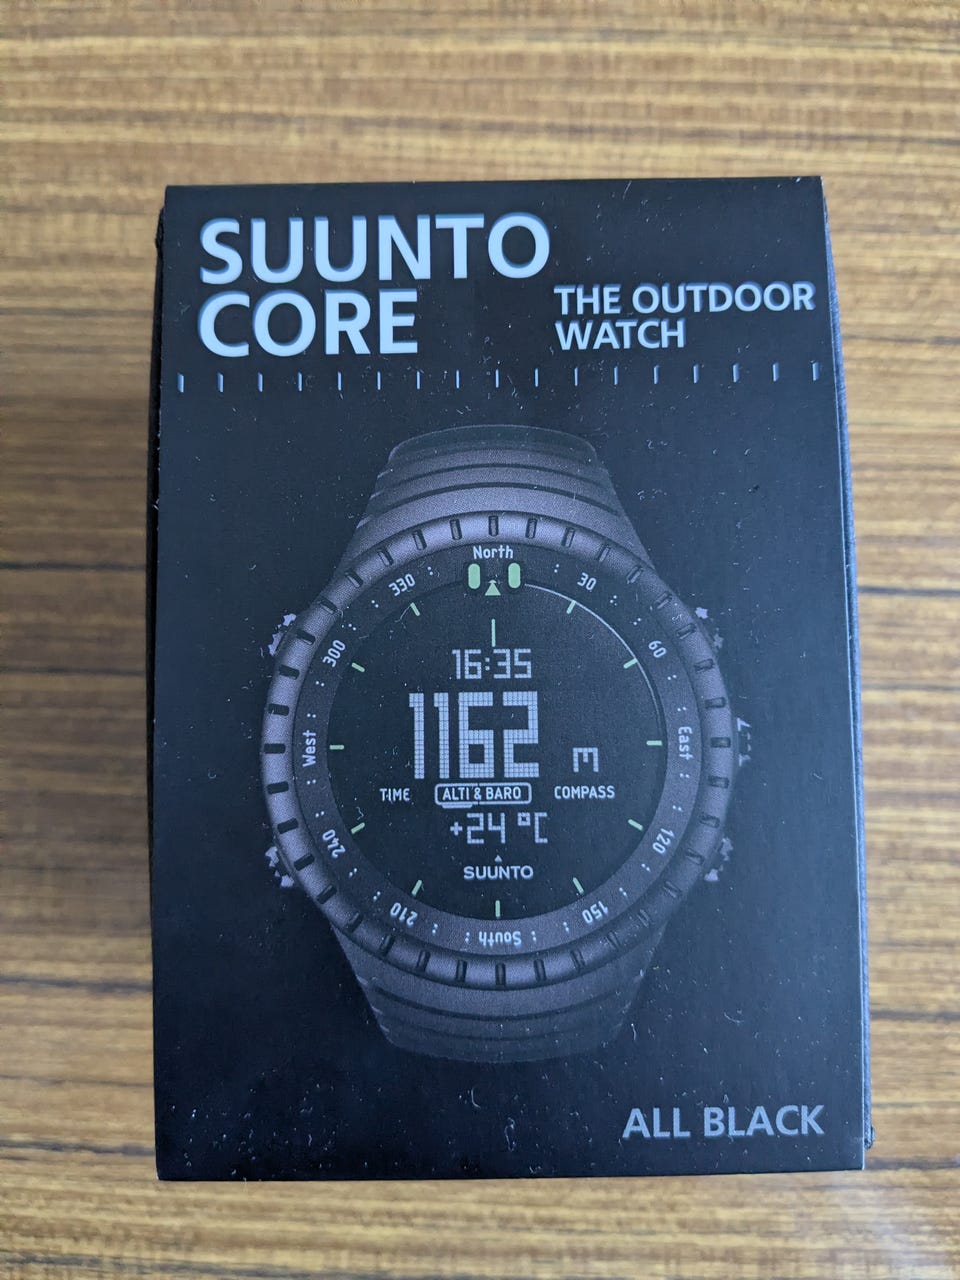 SUUNTO
CORE
THE OUTDOOR
WATCH
North
30
60
East
120
150
South
210
240
West
300
330
16:35
1162 m
TIME ALTI & BARO COMPASS
+24 °C
SUUNTO
ALL BLACK